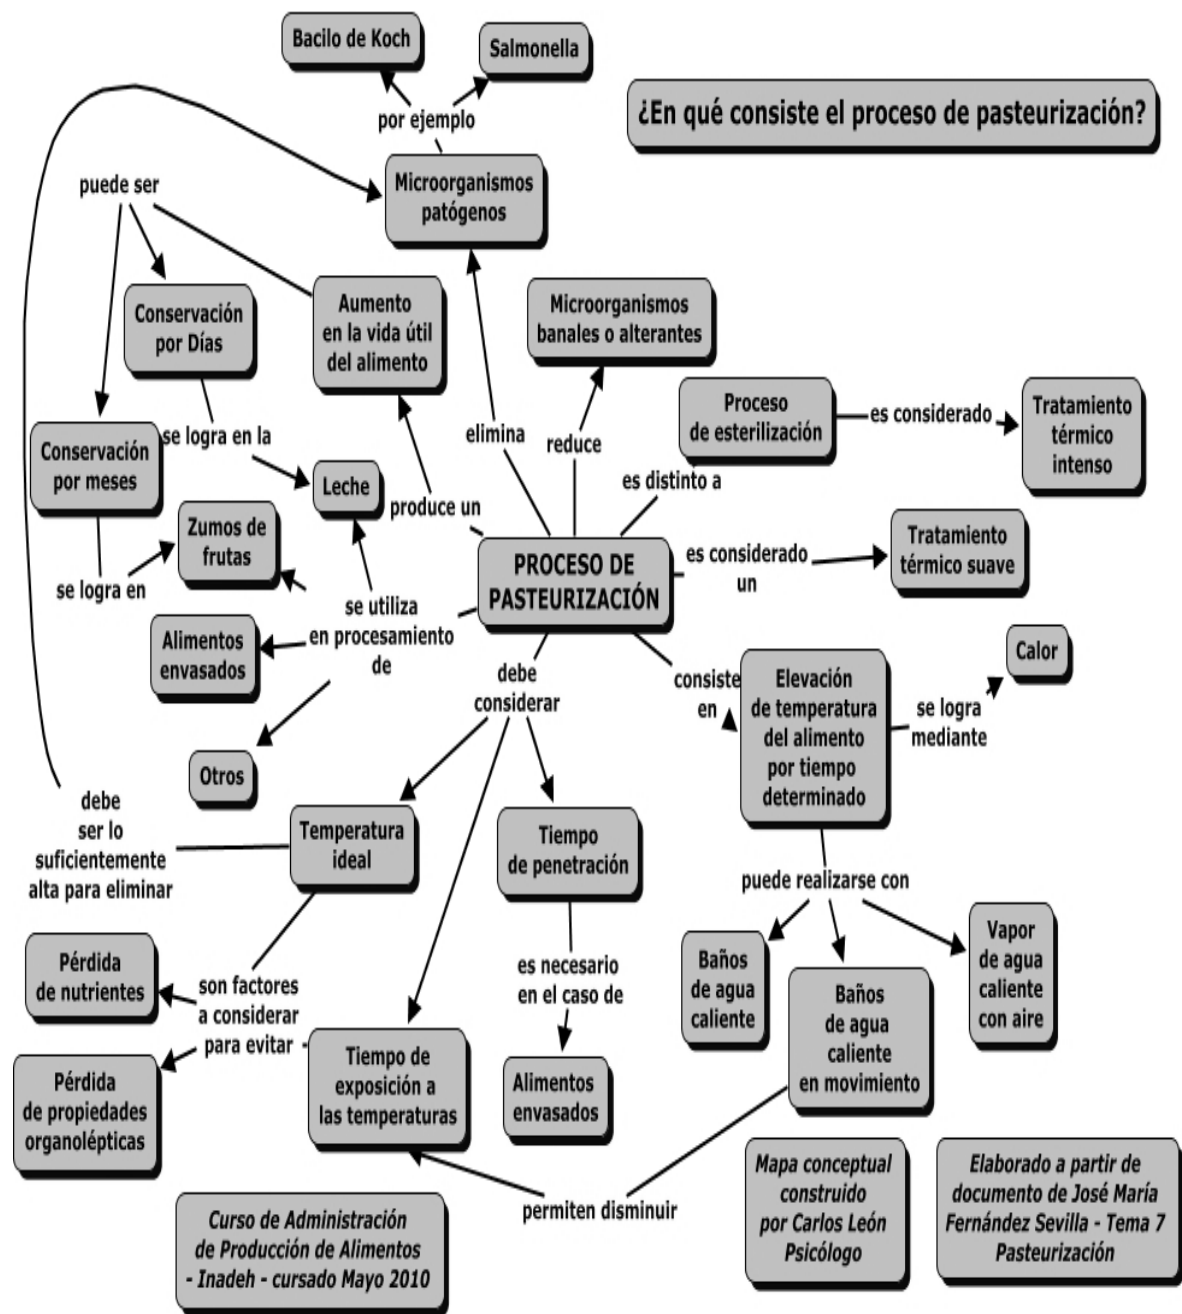 Bacilo de Koch
Salmonella
¿En qué consiste el proceso de pasteurización?
por ejemplo
puede ser
Microorganismos
patógenos
Conservación
por Días
Aumento
en la vida útil
del alimento
Microorganismos
banales o alterantes
Proceso
de esterilización
es considerado
Tratamiento
térmico
intenso
Conservación
por meses
se logra en la
elimina
reduce
es distinto a
Leche
produce un
Zumos de
frutas
PROCESO DE
PASTEURIZACIÓN
es considerado
un
Tratamiento
térmico suave
se logra en
se utiliza
en procesamiento
de
Alimentos
envasados
debe
considerar
consiste
en
Elevación
de temperatura
del alimento
por tiempo
determinado
Calor
se logra
mediante
Otros
debe
ser lo
suficientemente
alta para eliminar
Temperatura
ideal
Tiempo
de penetración
puede realizarse con
Pérdida
de nutrientes
son factores
a considerar
para evitar
es necesario
en el caso de
Baños
de agua
caliente
Baños
de agua
caliente
en movimiento
Vapor
de agua
caliente
con aire
Pérdida
de propiedades
organolépticas
Tiempo de
exposición a
las temperaturas
Alimentos
envasados
permiten disminuir
Curso de Administración
de Producción de Alimentos
- Inadeh - cursado Mayo 2010
Mapa conceptual
construido
por Carlos León
Psicólogo
Elaborado a partir de
documento de José María
Fernández Sevilla - Tema 7
Pasteurización